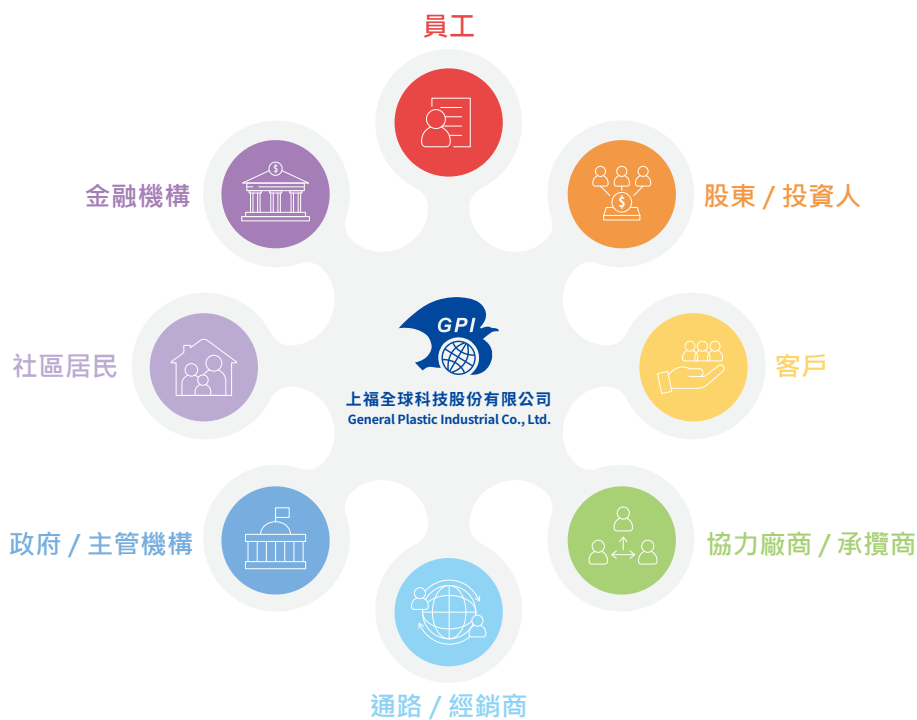 員工
金融機構
股東 / 投資人
GPI
社區居民
客戶
上福全球科技股份有限公司
General Plastic Industrial Co., Ltd.
政府 / 主管機構
協力廠商 / 承攬商
通路 / 經銷商